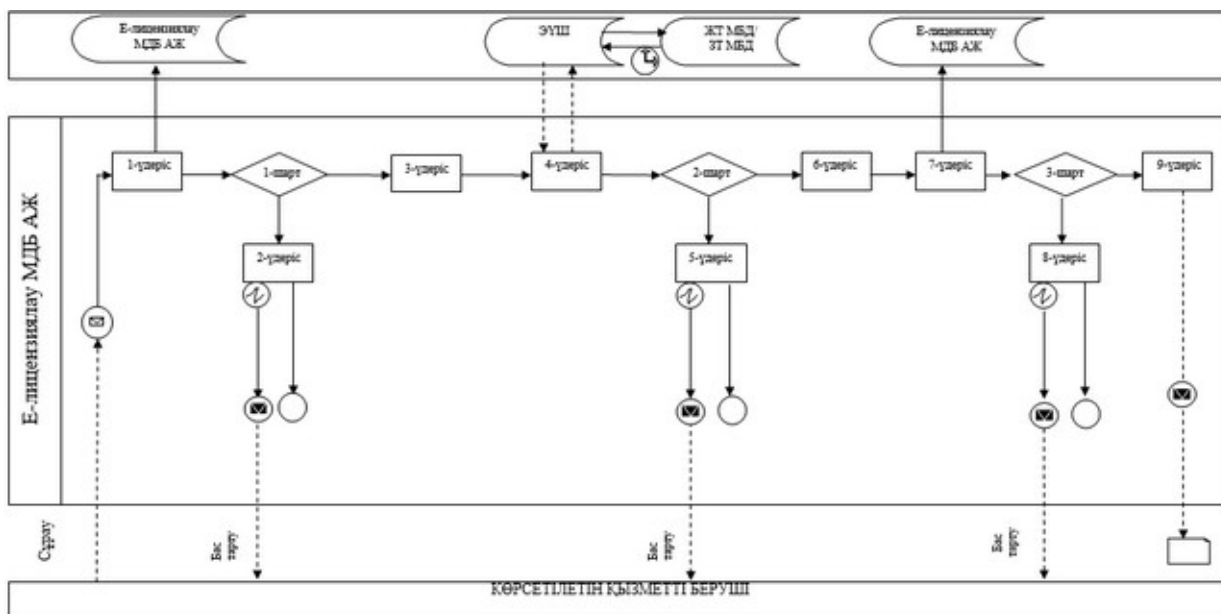 Е-лицензиялау
МДБ АЖ
ЭҮШ
ЖТ МБД/
ЗТ МБД
Е-лицензиялау
МДБ АЖ
Е-лицензиялау МДБ АЖ
1-үдеріс
1-шарт
3-үдеріс
4-үдеріс
2-шарт
6-үдеріс
7-үдеріс
3-шарт
9-үдеріс
2-үдеріс
5-үдеріс
8-үдеріс
Сұрау
Бас
тарту
Бас
тарту
Бас
тарту
КӨРСЕТІЛЕТІН ҚЫЗМЕТТІ БЕРУШІ